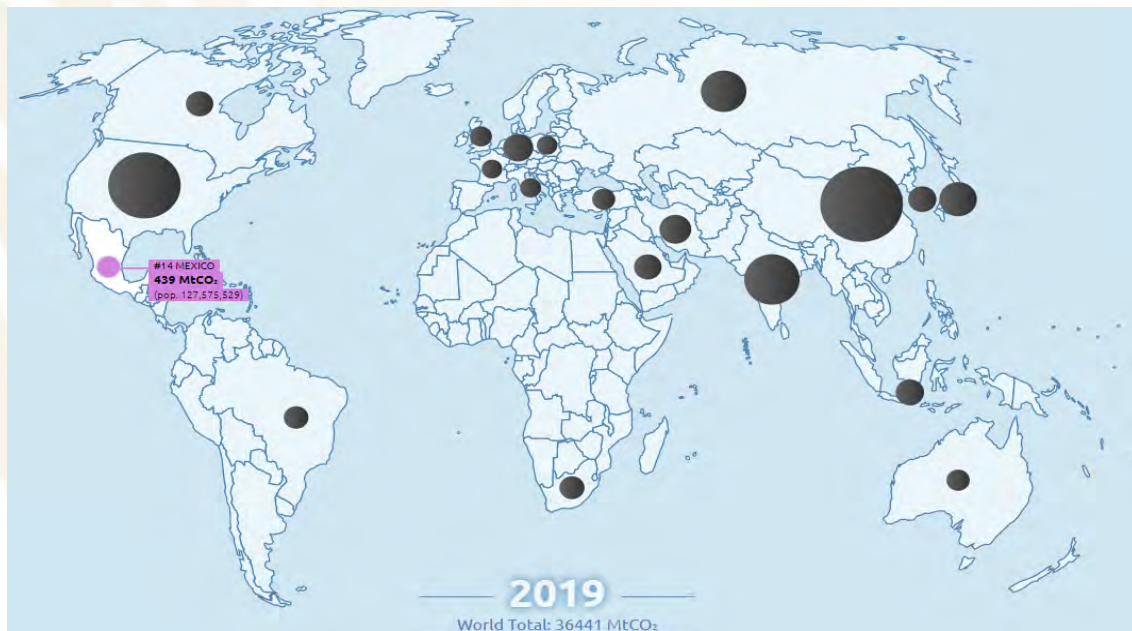 #14 MEXICO
439 MtCO₂
(pop. 127,575,529)
2019
World Total: 36441 MtCO₂